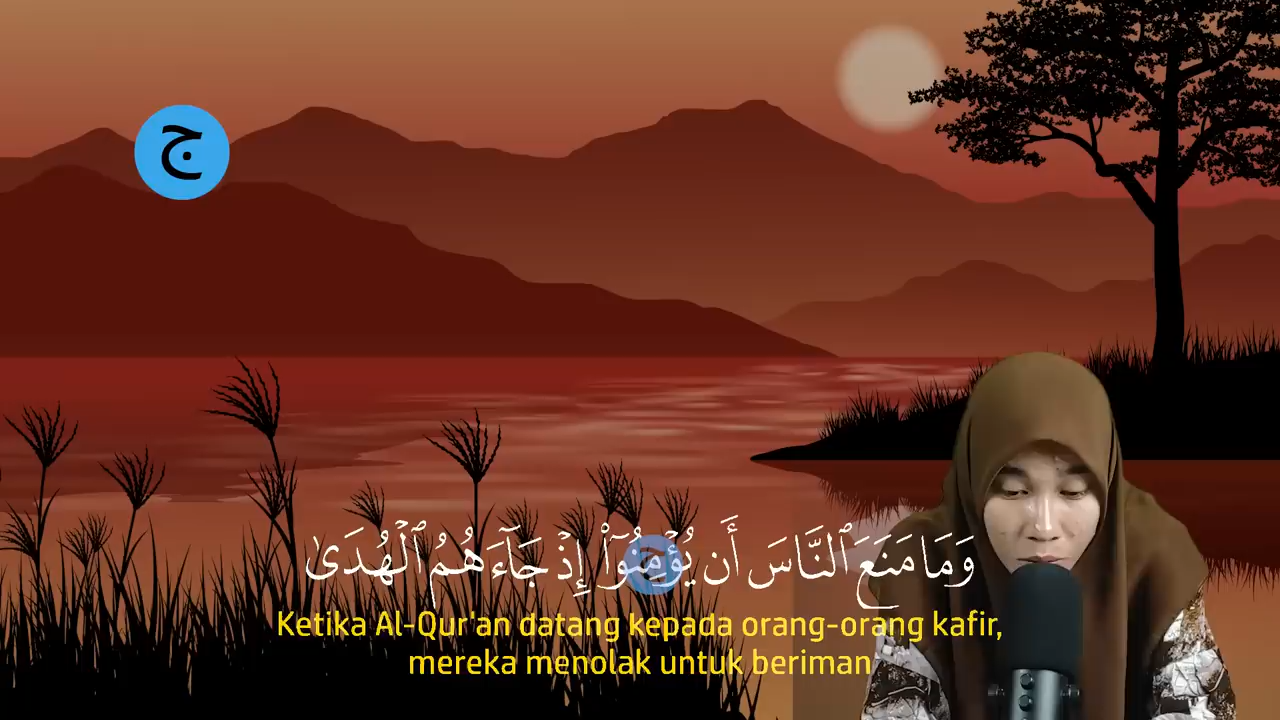 ج
وَمَا مَنَعَ ٱلنَّاسَ أَن يُؤْمِنُوٓا۟ إِذْ جَآءَهُمُ ٱلْهُدَىٰ
ج
Ketika Al-Qur'an datang kepada orang-orang kafir,
mereka menolak untuk beriman